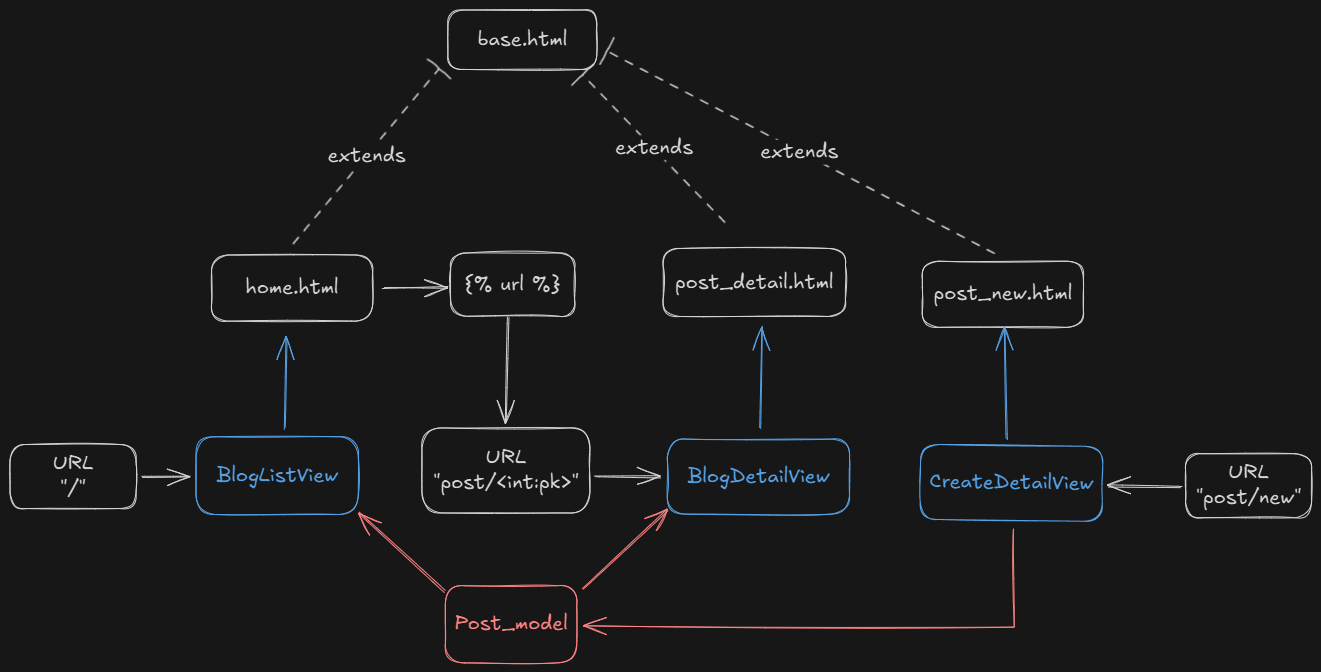 base.html
extends
extends
extends
home.html
{% url %}
post_detail.html
post_new.html
URL
"/"
BlogListView
URL
"post/<int:pk>"
BlogDetailView
CreateDetailView
URL
"post/new"
Post_model